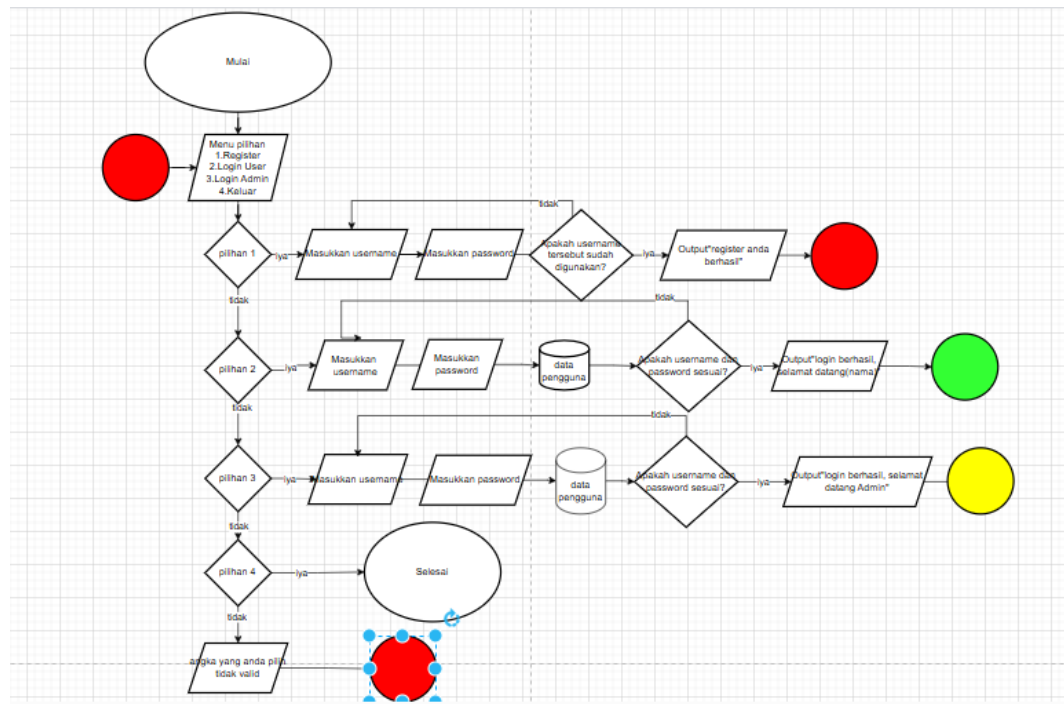 Mulai
Menu pilihan
1.Register
2.Login User
3.Login Admin
4.Keluar
tidak
pilihan 1
iya
Masukkan username
Masukkan password
Apakah username
tersebut sudah
digunakan?
iya
Output"register anda
berhasil"
tidak
tidak
pilihan 2
iya
Masukkan
username
Masukkan
password
data
pengguna
Apakah username dan
password sesuai?
iya
Output"login berhasil,
selamat datang(nama)"
tidak
tidak
pilihan 3
iya
Masukkan username
Masukkan password
data
pengguna
Apakah username dan
password sesuai?
iya
Output"login berhasil, selamat
datang Admin"
tidak
pilihan 4
iya
Selesai
tidak
angka yang anda pilih
tidak valid